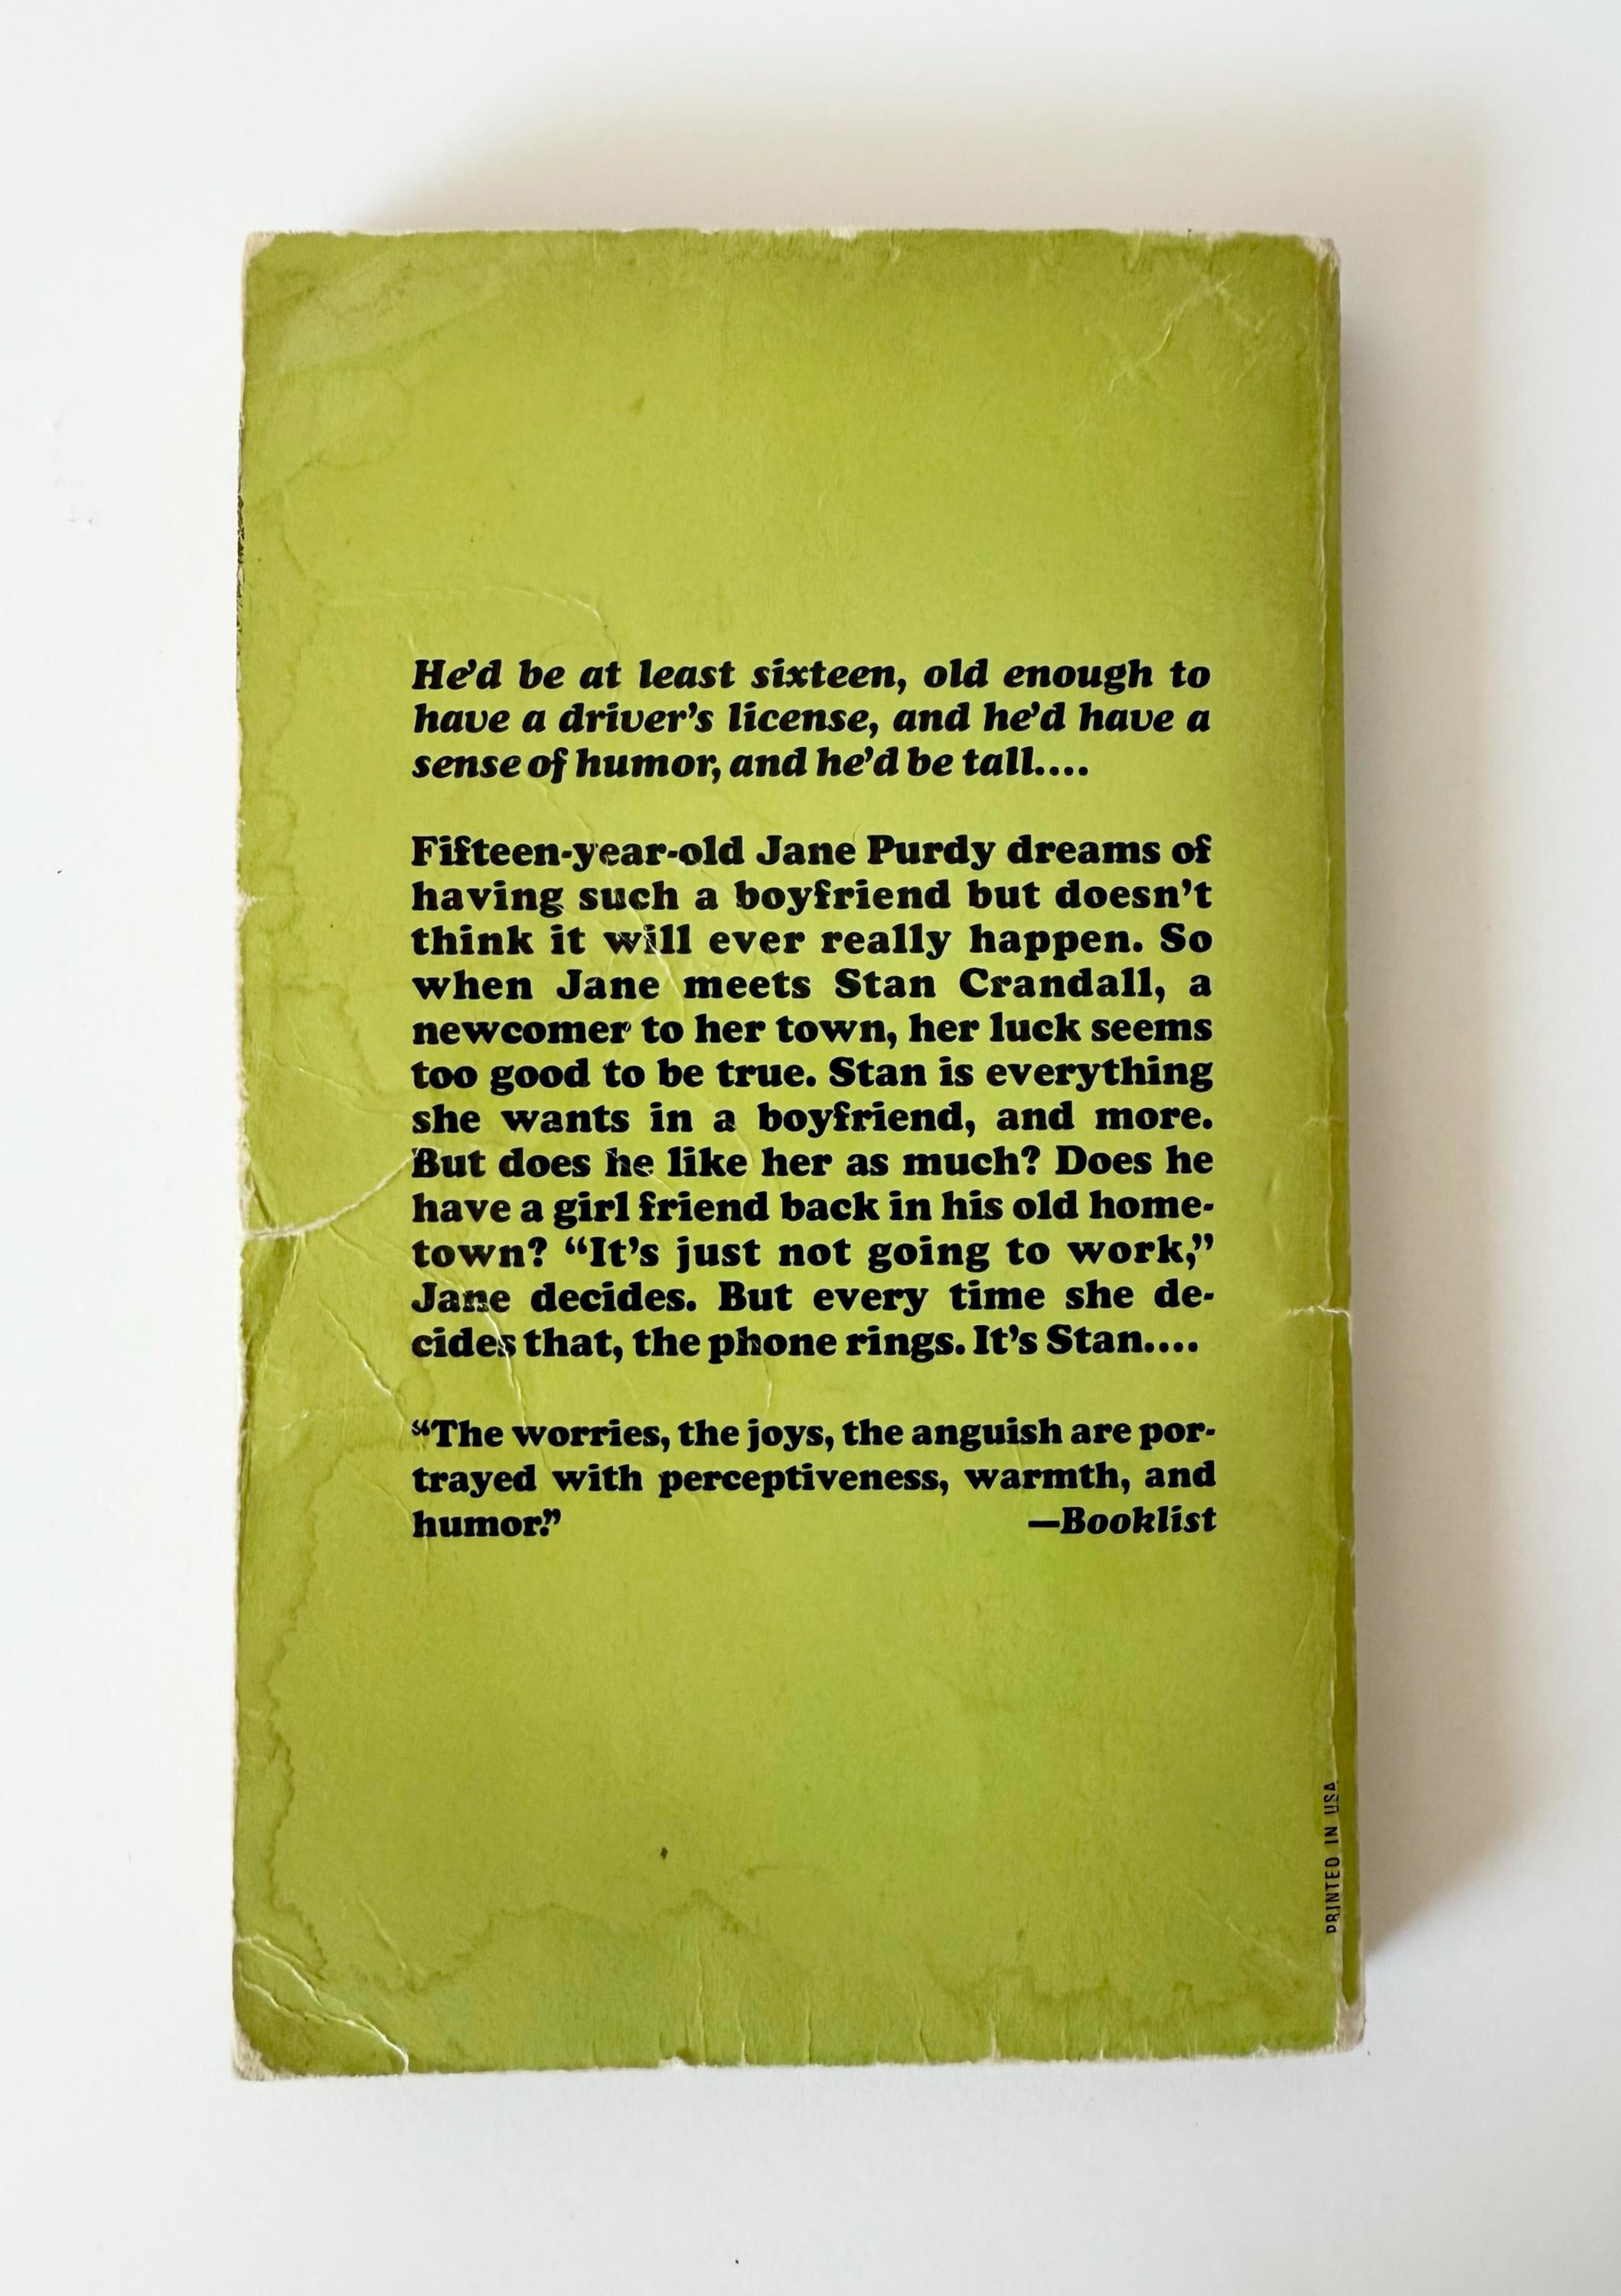 He’d be at least sixteen, old enough to
have a driver’s license, and he’d have a
sense of humor, and he’d be tall....
Fifteen-year-old Jane Purdy dreams of
having such a boyfriend but doesn’t
think it will ever really happen. So
when Jane meets Stan Crandall, a
newcomer to her town, her luck seems
too good to be true. Stan is everything
she wants in a boyfriend, and more.
But does he like her as much? Does he
have a girl friend back in his old home-
town? “It’s just not going to work,”
Jane decides. But every time she de-
cides that, the phone rings. It’s Stan....
“The worries, the joys, the anguish are por-
trayed with perceptiveness, warmth, and
humor.” —Booklist
PRINTED IN USA